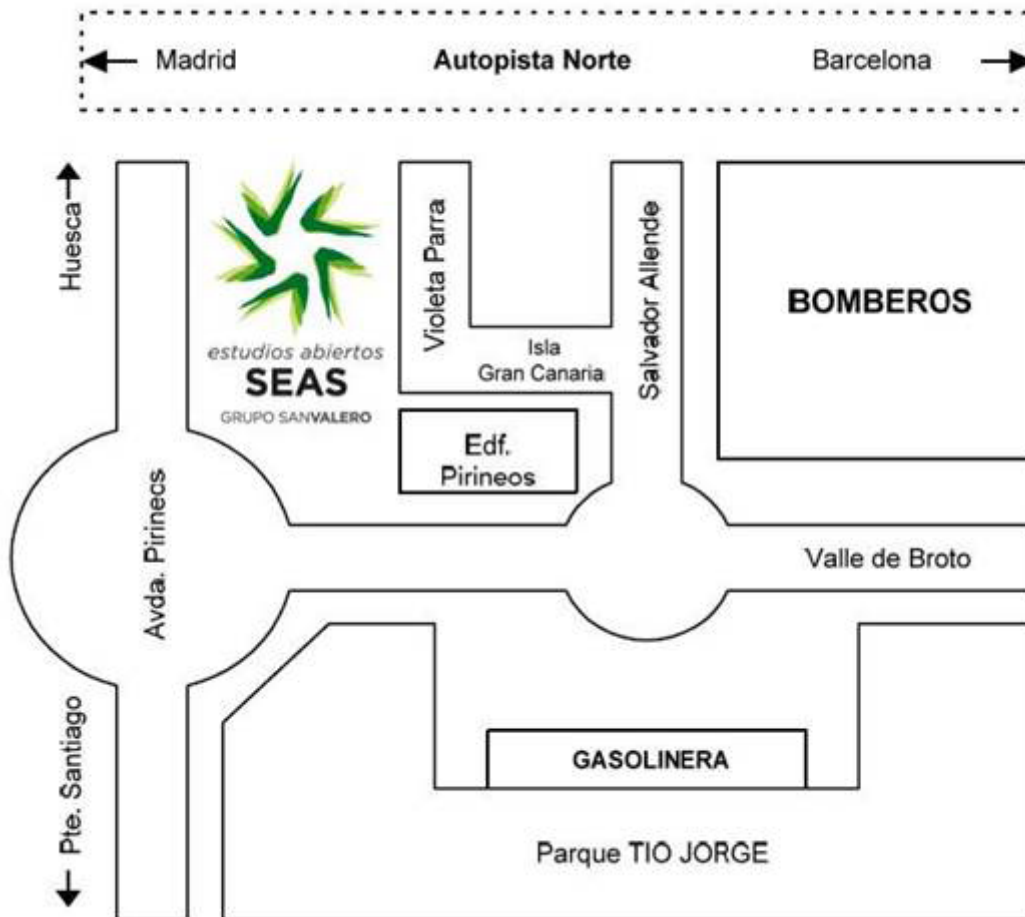 Madrid
Autopista Norte
Barcelona
Huesca
Violeta Parra
Salvador Allende
BOMBEROS
estudios abiertos
SEAS
GRUPO SANVALERO
Isla
Gran Canaria
Edf.
Pirineos
Avda. Pirineos
Valle de Broto
Pte. Santiago
GASOLINERA
Parque TIO JORGE